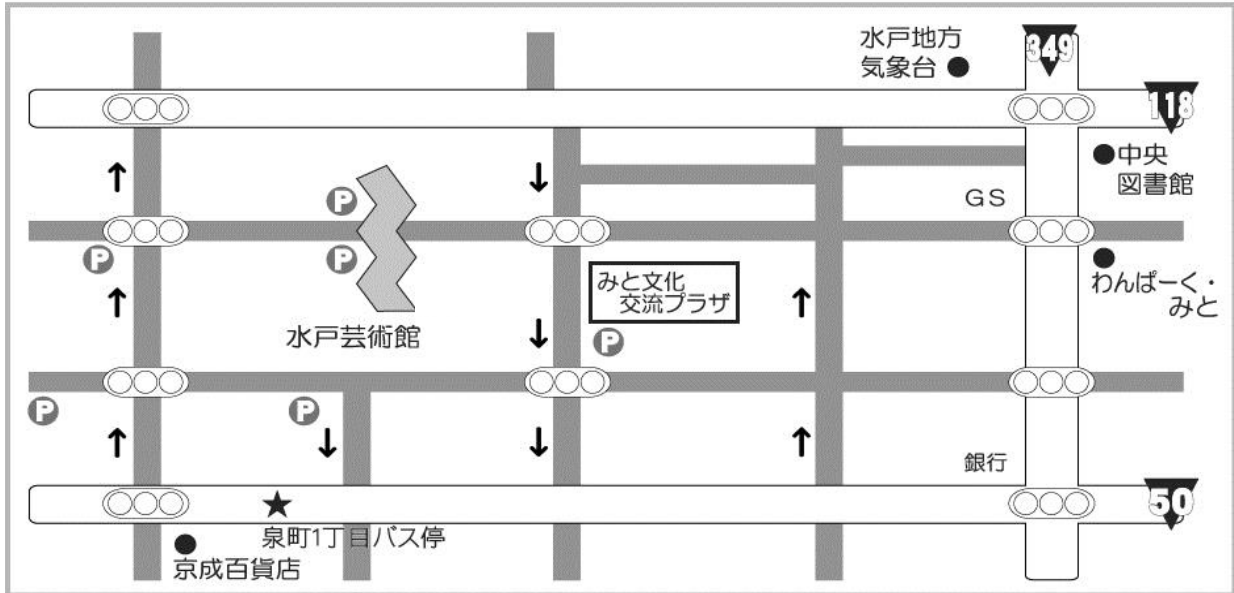 水戸地方
気象台
349
118
中央
図書館
P
GS
P
P
みと文化
交流プラザ
わんぱーく・
みと
水戸芸術館
P
P
P
銀行
50
泉町1丁目バス停
京成百貨店